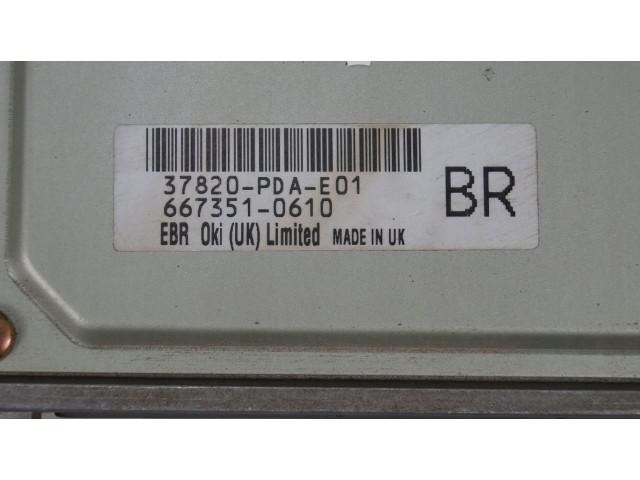 37820-PDA-E01
667351-0610
EBR Oki (UK) Limited MADE IN UK
BR